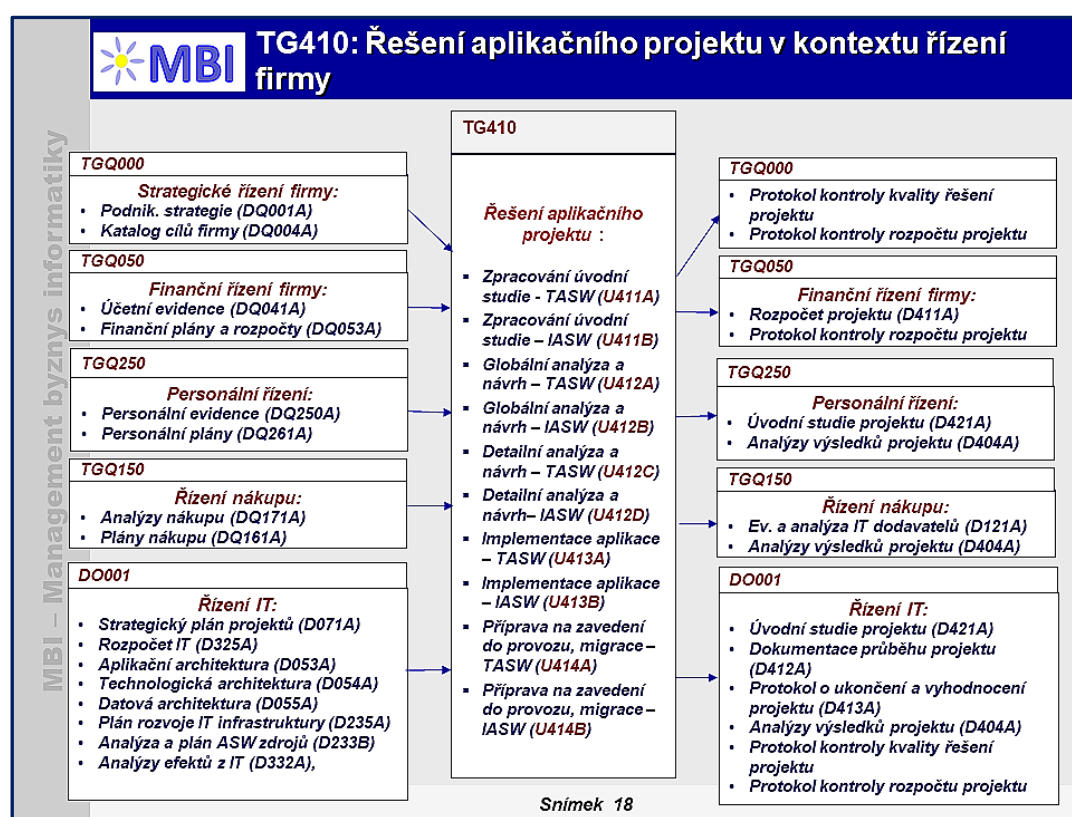 MBI
TG410: Řešení aplikačního projektu v kontextu řízení
firmy
MBI – Management byznys informatiky
TGQ000
Strategické řízení firmy:
• Podnik. strategie (DQ001A)
• Katalog cílů firmy (DQ004A)
TGQ050
Finanční řízení firmy:
• Účetní evidence (DQ041A)
• Finanční plány a rozpočty (DQ053A)
TGQ250
Personální řízení:
• Personální evidence (DQ250A)
• Personální plány (DQ261A)
TGQ150
Řízení nákupu:
• Analýzy nákupu (DQ171A)
• Plány nákupu (DQ161A)
DO001
Řízení IT:
• Strategický plán projektů (D071A)
• Rozpočet IT (D325A)
• Aplikační architektura (D053A)
• Technologická architektura (D054A)
• Datová architektura (D055A)
• Plán rozvoje IT infrastruktury (D235A)
• Analýza a plán ASW zdrojů (D233B)
• Analýzy efektů z IT (D332A),
TG410
Řešení aplikačního
projektu :
▪ Zpracování úvodní
studie - TASW (U411A)
▪ Zpracování úvodní
studie – IASW (U411B)
▪ Globální analýza a
návrh – TASW (U412A)
▪ Globální analýza a
návrh – IASW (U412B)
▪ Detailní analýza a
návrh – TASW (U412C)
▪ Detailní analýza a
návrh– IASW (U412D)
▪ Implementace aplikace
– TASW (U413A)
▪ Implementace aplikace
– IASW (U413B)
▪ Příprava na zavedení
do provozu, migrace –
TASW (U414A)
▪ Příprava na zavedení
do provozu, migrace –
IASW (U414B)
TGQ000
• Protokol kontroly kvality řešení
projektu
• Protokol kontroly rozpočtu projektu
TGQ050
Finanční řízení firmy:
• Rozpočet projektu (D411A)
• Protokol kontroly rozpočtu projektu
TGQ250
Personální řízení:
• Úvodní studie projektu (D421A)
• Analýzy výsledků projektu (D404A)
TGQ150
Řízení nákupu:
• Ev. a analýza IT dodavatelů (D121A)
• Analýzy výsledků projektu (D404A)
DO001
Řízení IT:
• Úvodní studie projektu (D421A)
• Dokumentace průběhu projektu
(D412A)
• Protokol o ukončení a vyhodnocení
projektu (D413A)
• Analýzy výsledků projektu (D404A)
• Protokol kontroly kvality řešení
projektu
• Protokol kontroly rozpočtu projektu
Snímek 18